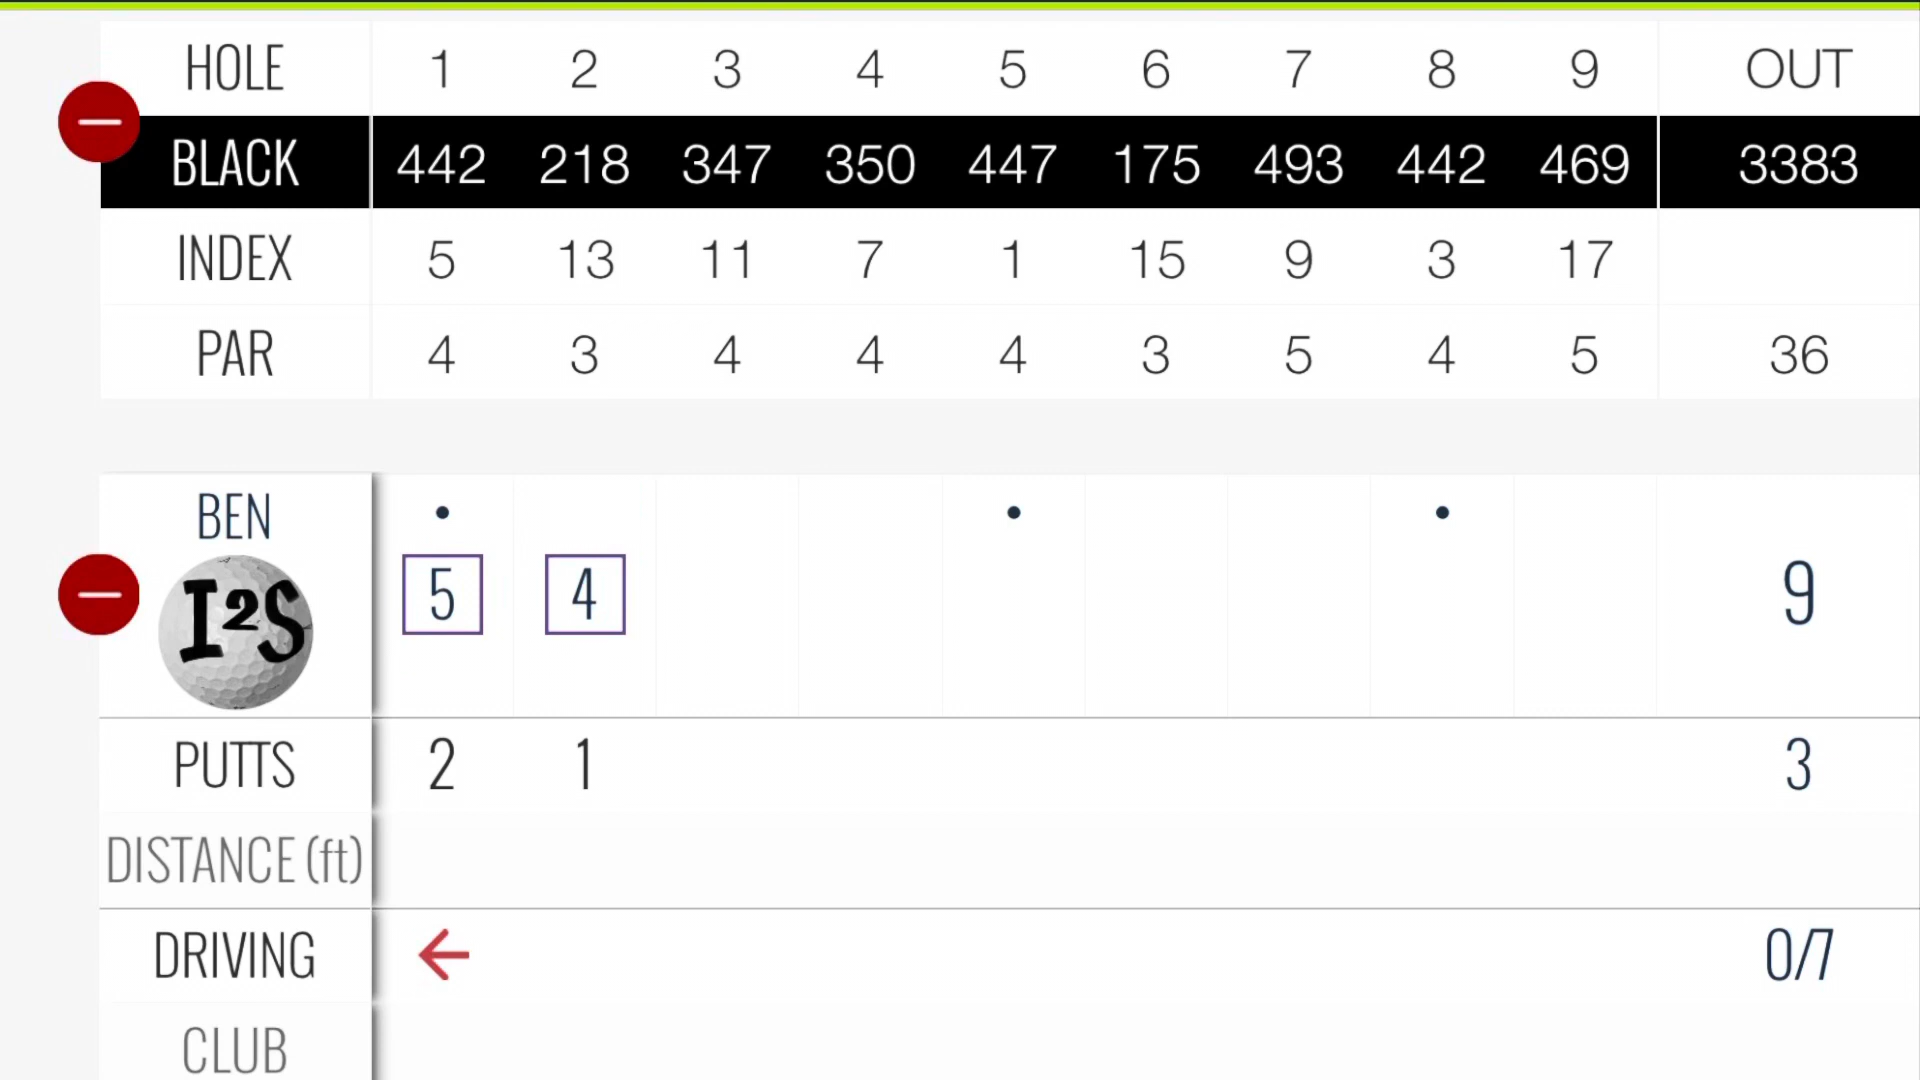 HOLE 1 2 3 4 5 6 7 8 9 OUT
BLACK 442 218 347 350 447 175 493 442 469 3383
INDEX 5 13 11 7 1 15 9 3 17
PAR 4 3 4 4 4 3 5 4 5 36
BEN
I²S
5 4 9
PUTTS 2 1 3
DISTANCE (ft)
DRIVING 0/7
CLUB